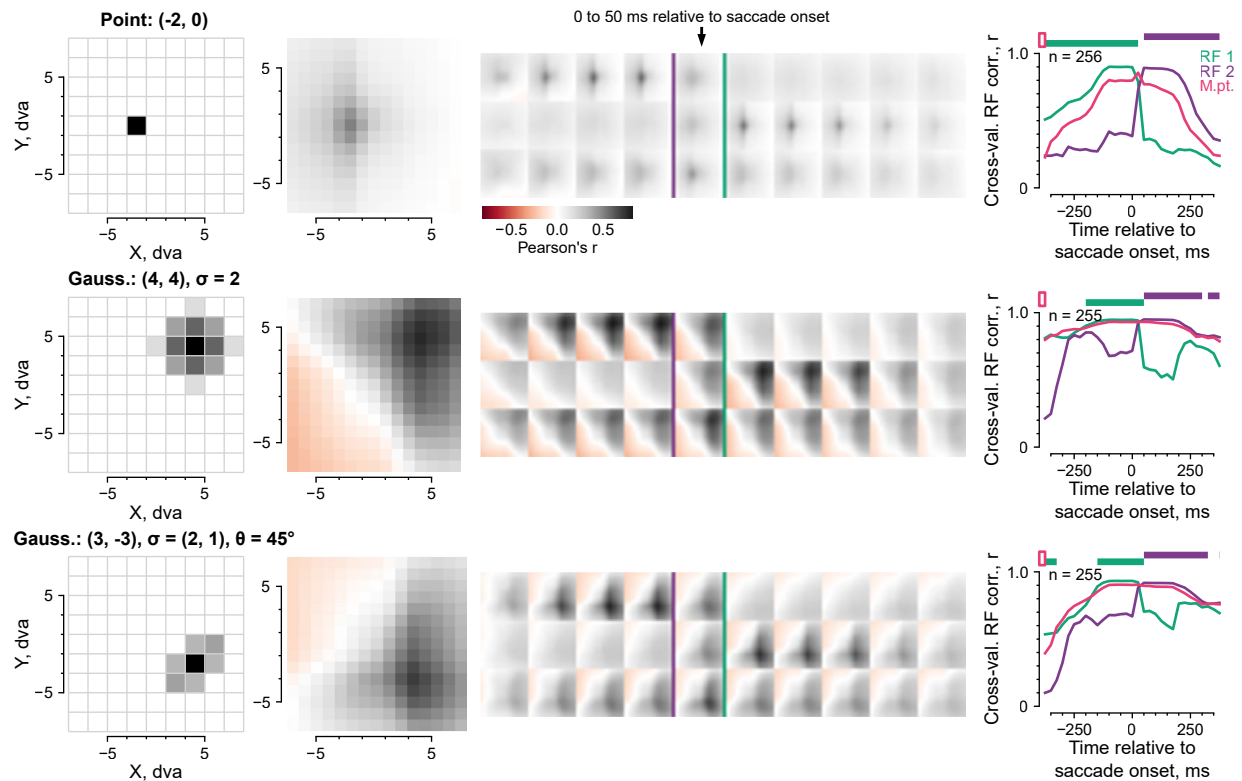 Point: (-2, 0)
0 to 50 ms relative to saccade onset
Y, dva
5
−5
−5
5
X, dva
5
−5
−5
5
−0.5
0.0
0.5
Pearson's r
Cross-val. RF corr., r
1.0
0
n = 256
RF 1
RF 2
M.pt.
−250
0
250
Time relative to
saccade onset, ms
Gauss.: (4, 4), σ = 2
Y, dva
5
−5
−5
5
X, dva
5
−5
−5
5
Cross-val. RF corr., r
1.0
0
n = 255
−250
0
250
Time relative to
saccade onset, ms
Gauss.: (3, -3), σ = (2, 1), θ = 45°
Y, dva
5
−5
−5
5
X, dva
5
−5
−5
5
Cross-val. RF corr., r
1.0
0
n = 255
−250
0
250
Time relative to
saccade onset, ms